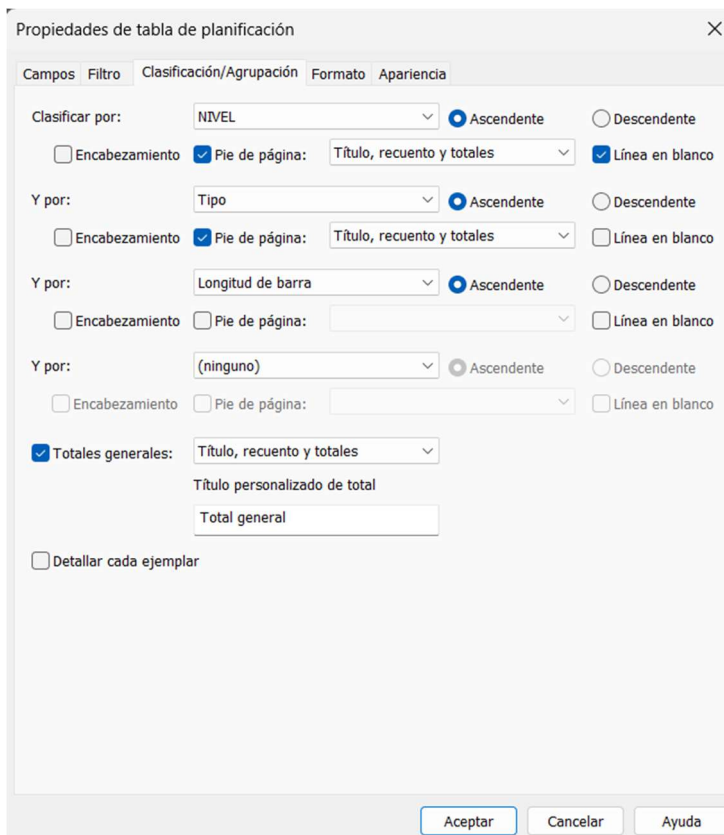 Propiedades de tabla de planificación
Campos Filtro Clasificación/Agrupación Formato Apariencia
Clasificar por: NIVEL Ascendente Descendente
Encabezamiento Pie de página: Título, recuento y totales Línea en blanco
Y por: Tipo Ascendente Descendente
Encabezamiento Pie de página: Título, recuento y totales Línea en blanco
Y por: Longitud de barra Ascendente Descendente
Encabezamiento Pie de página: Línea en blanco
Y por: (ninguno) Ascendente Descendente
Encabezamiento Pie de página: Línea en blanco
Totales generales: Título, recuento y totales
Título personalizado de total
Total general
Detallar cada ejemplar
Aceptar Cancelar Ayuda